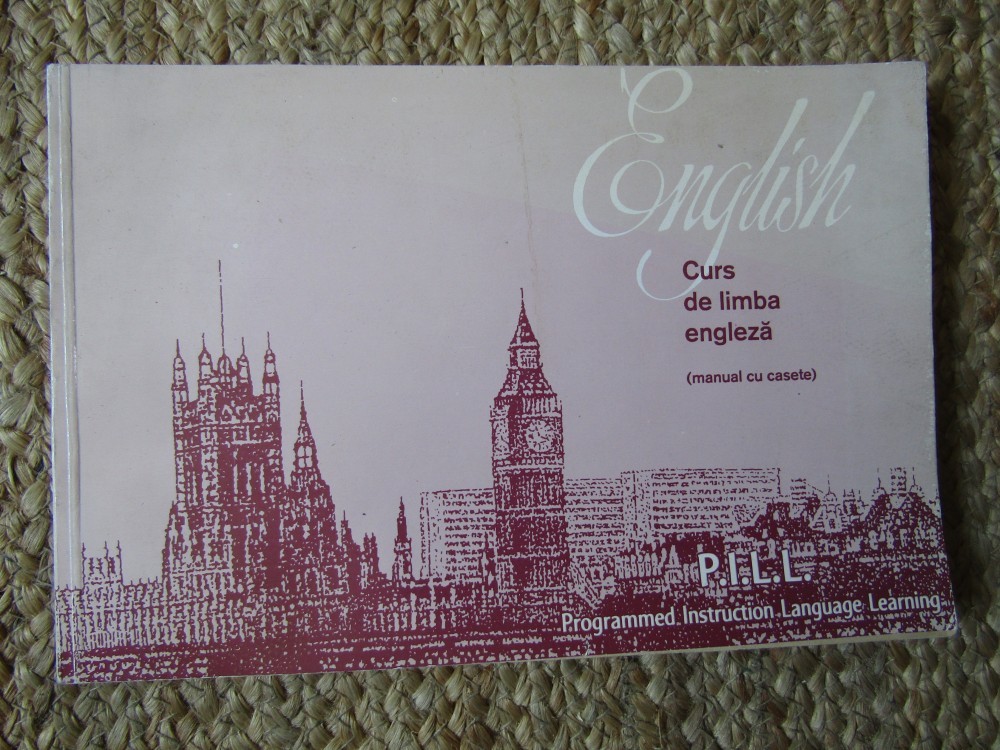 English
Curs
de limba
engleză
(manual cu casete)
P.I.L.L.
Programmed Instruction Language Learning